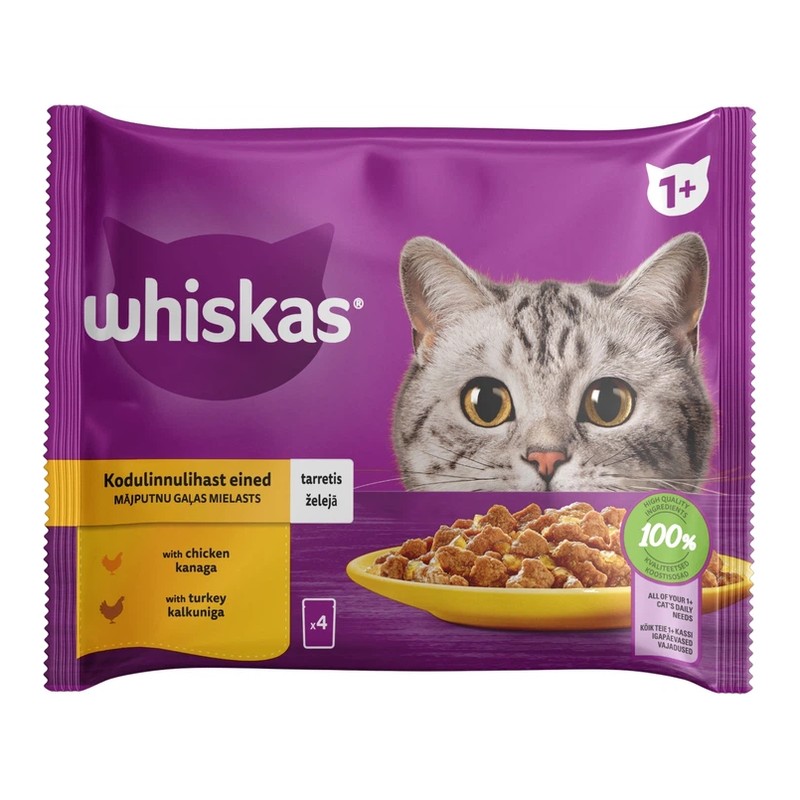 1+
whiskas®
Kodulinnulihast eined
MĀJPUTNU GAĻAS MIELASTS
tarretis
želejā
with chicken
kanaga
with turkey
kalkuniga
x4
HIGH QUALITY
INGREDIENTS
100%
KVALITEETSED
KOOSTISOSAD
ALL OF YOUR 1+
CAT'S DAILY
NEEDS
KÕIK TEIE 1+ KASSI
IGAPÄEVASED
VAJADUSED